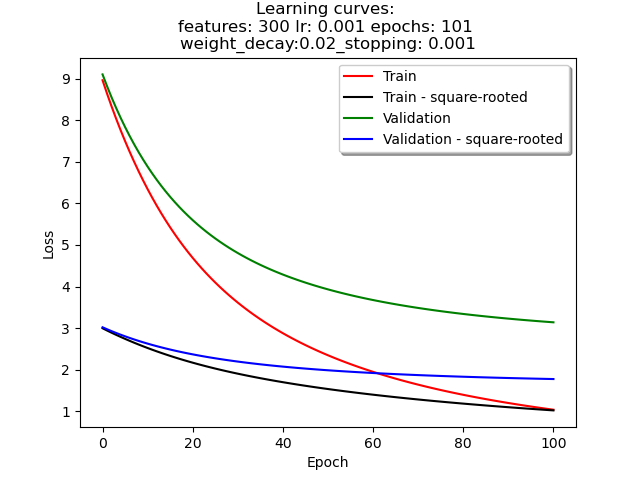 Learning curves:
features: 300 lr: 0.001 epochs: 101
weight_decay:0.02_stopping: 0.001
Train
Train - square-rooted
Validation
Validation - square-rooted
9
8
7
6
5
4
3
2
1
Loss
0
20
40
60
80
100
Epoch